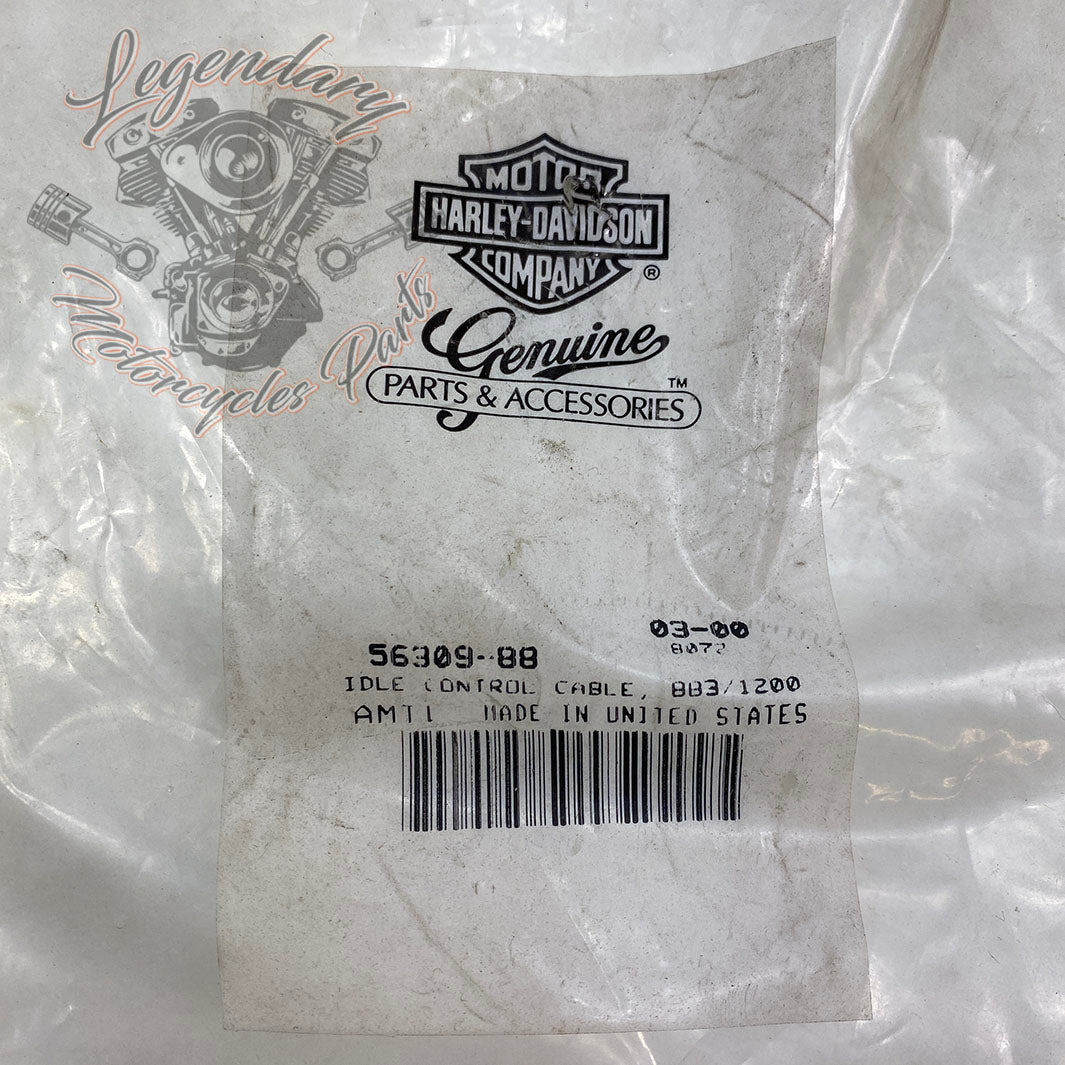 Legendary
Motorcycles Parts
MOTOR
HARLEY-DAVIDSON
COMPANY
®
Genuine
PARTS & ACCESSORIES
TM
03-00
8072
56309-88
IDLE CONTROL CABLE, 883/1200
MADE IN UNITED STATES